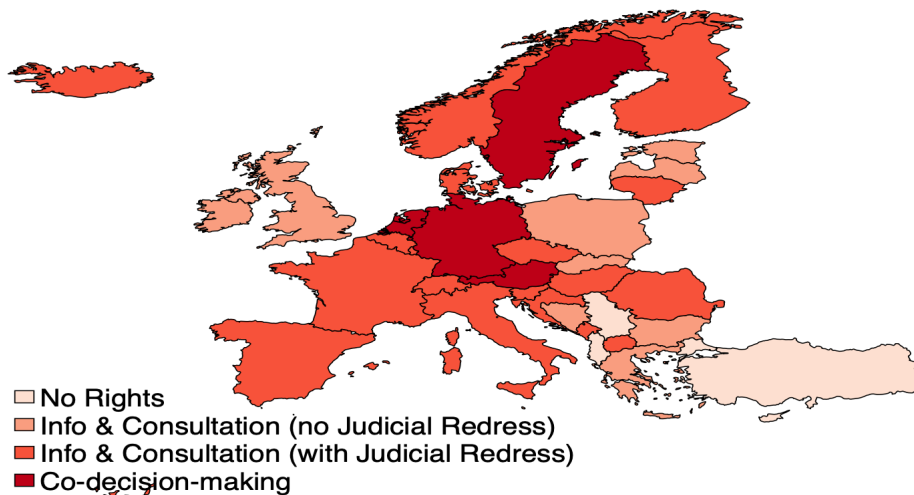 No Rights
Info & Consultation (no Judicial Redress)
Info & Consultation (with Judicial Redress)
Co-decision-making